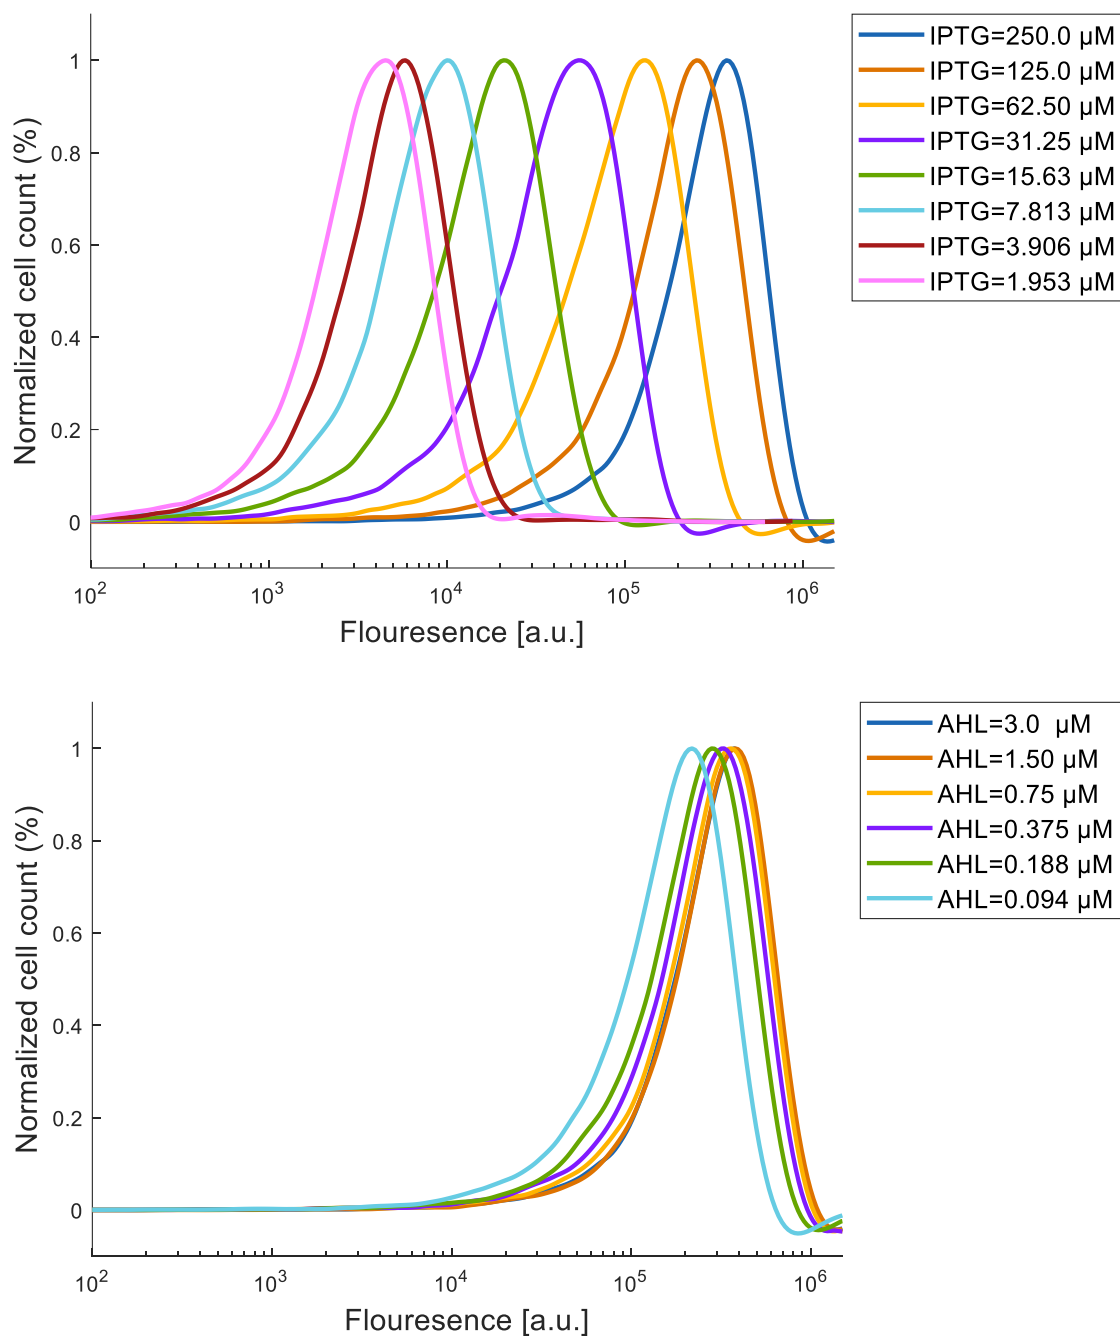 IPTG=250.0 µM
IPTG=125.0 µM
IPTG=62.50 µM
IPTG=31.25 µM
IPTG=15.63 µM
IPTG=7.813 µM
IPTG=3.906 µM
IPTG=1.953 µM
Normalized cell count (%)
1
0.8
0.6
0.4
0.2
0
10^2 10^3 10^4 10^5 10^6
Flouresence [a.u.]
AHL=3.0 µM
AHL=1.50 µM
AHL=0.75 µM
AHL=0.375 µM
AHL=0.188 µM
AHL=0.094 µM
Normalized cell count (%)
1
0.8
0.6
0.4
0.2
0
10^2 10^3 10^4 10^5 10^6
Flouresence [a.u.]